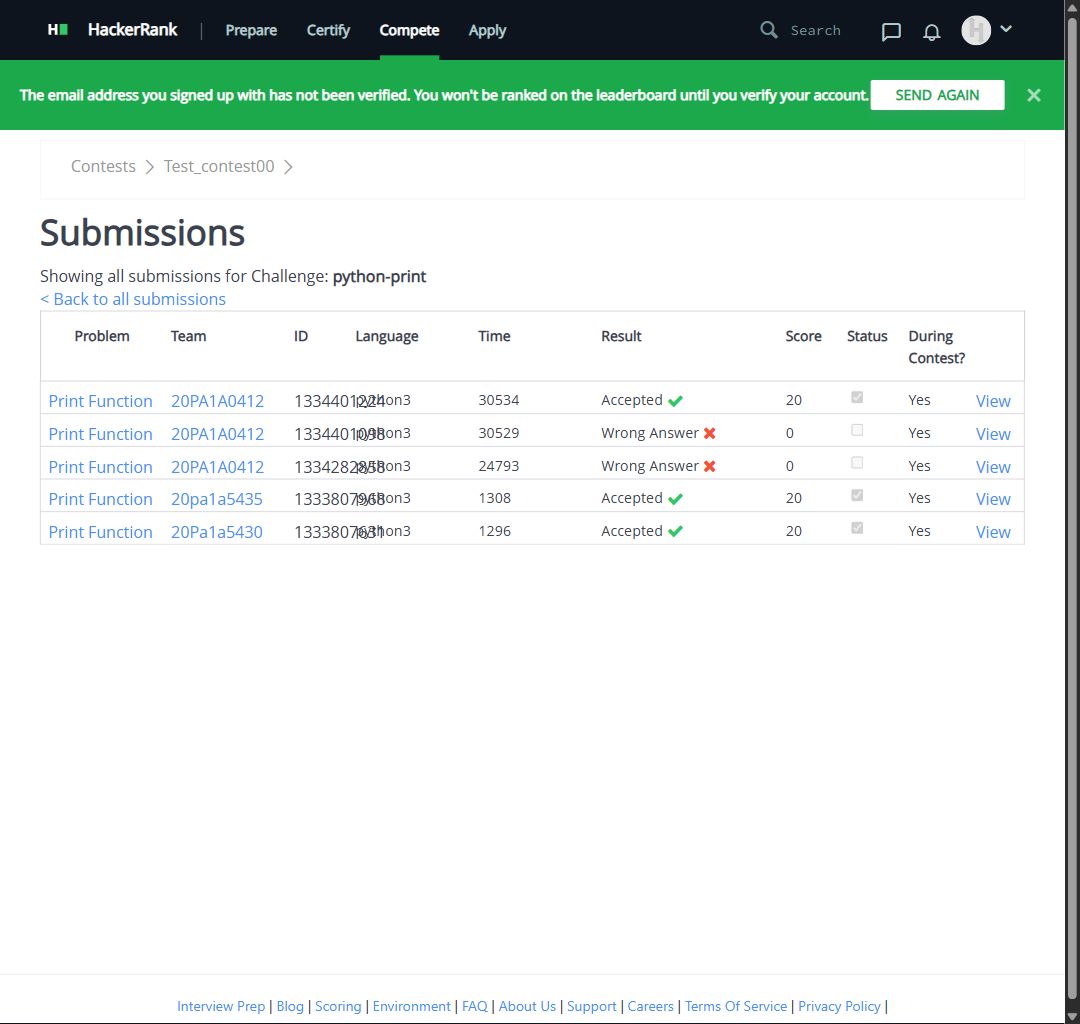 H HackerRank | Prepare Certify Compete Apply Search
The email address you signed up with has not been verified. You won't be ranked on the leaderboard until you verify your account. SEND AGAIN
Contests > Test_contest00 >
Submissions
Showing all submissions for Challenge: python-print
< Back to all submissions
Problem Team ID Language Time Result Score Status During Contest?
Print Function 20PA1A0412 1334401224 python3 30534 Accepted 20 Yes View
Print Function 20PA1A0412 1334401098 python3 30529 Wrong Answer 0 Yes View
Print Function 20PA1A0412 1334282858 python3 24793 Wrong Answer 0 Yes View
Print Function 20pa1a5435 1333807968 python3 1308 Accepted 20 Yes View
Print Function 20Pa1a5430 1333807631 python3 1296 Accepted 20 Yes View
Interview Prep | Blog | Scoring | Environment | FAQ | About Us | Support | Careers | Terms Of Service | Privacy Policy |